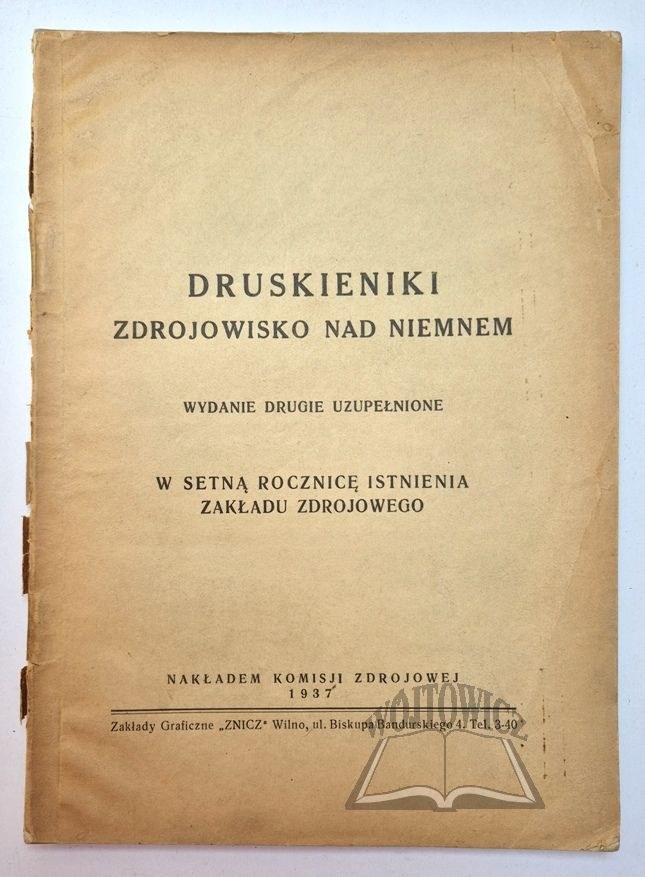 DRUSKIENIKI
ZDROJOWISKO NAD NIEMNEM
WYDANIE DRUGIE UZUPEŁNIONE
W SETNĄ ROCZNICĘ ISTNIENIA
ZAKŁADU ZDROJOWEGO
NAKŁADEM KOMISJI ZDROJOWEJ
1937
Zakłady Graficzne „ZNICZ" Wilno, ul. Biskupa Bandurskiego 4. Tel. 3-40
WÓJTOWICZ